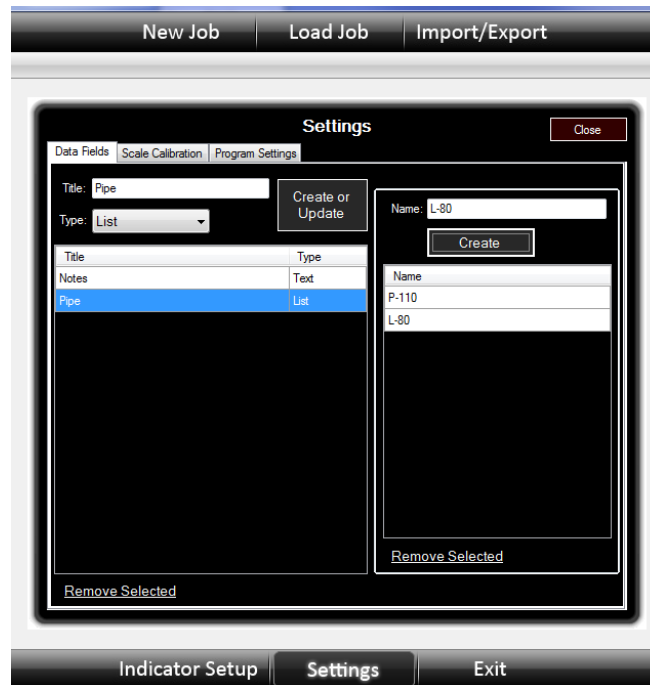 New Job Load Job Import/Export
Settings
Close
Data Fields Scale Calibration Program Settings
Title: Pipe
Create or
Update
Type: List
Title Type
Notes Text
Pipe List
Name: L-80
Create
Name
P-110
L-80
Remove Selected
Remove Selected
Indicator Setup Settings Exit